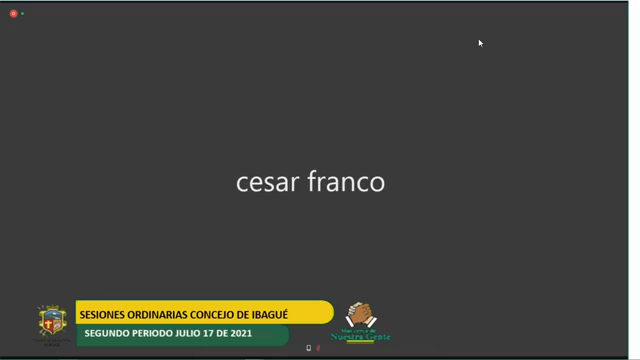 cesar franco
SESIONES ORDINARIAS CONCEJO DE IBAGUÉ
SEGUNDO PERIODO JULIO 17 DE 2021
Nuestra Gente